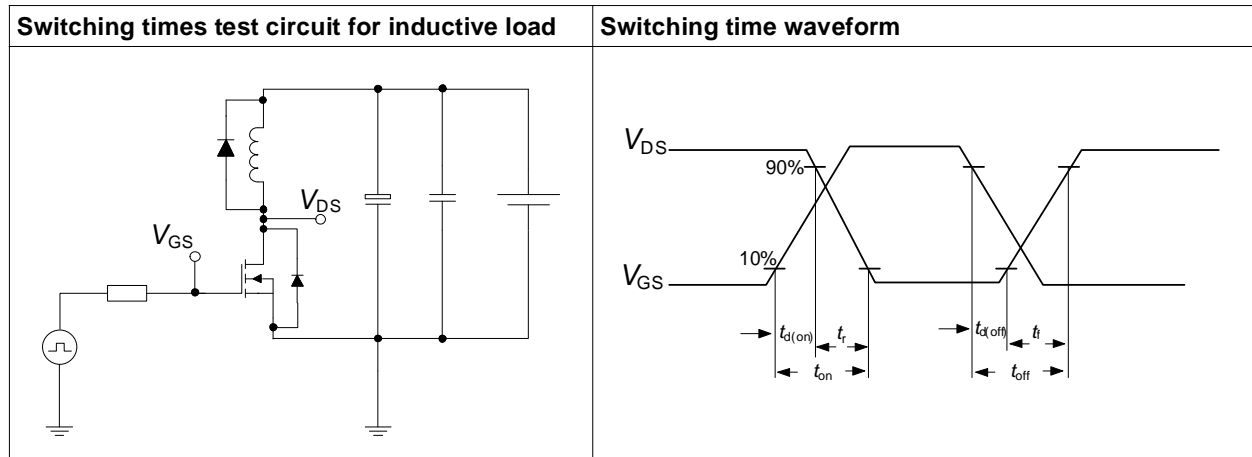 Switching times test circuit for inductive load
Switching time waveform
VDS
VGS
VDS
90%
10%
VGS
td(on)
tr
td(off)
tf
ton
toff